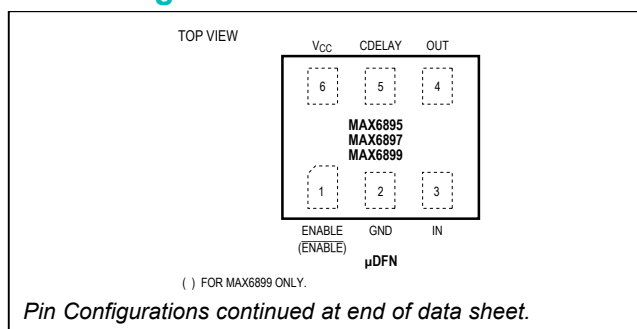 TOP VIEW
VCC CDELAY OUT
6 5 4
MAX6895
MAX6897
MAX6899
1 2 3
ENABLE GND IN
(ENABLE)
µDFN
( ) FOR MAX6899 ONLY.
Pin Configurations continued at end of data sheet.